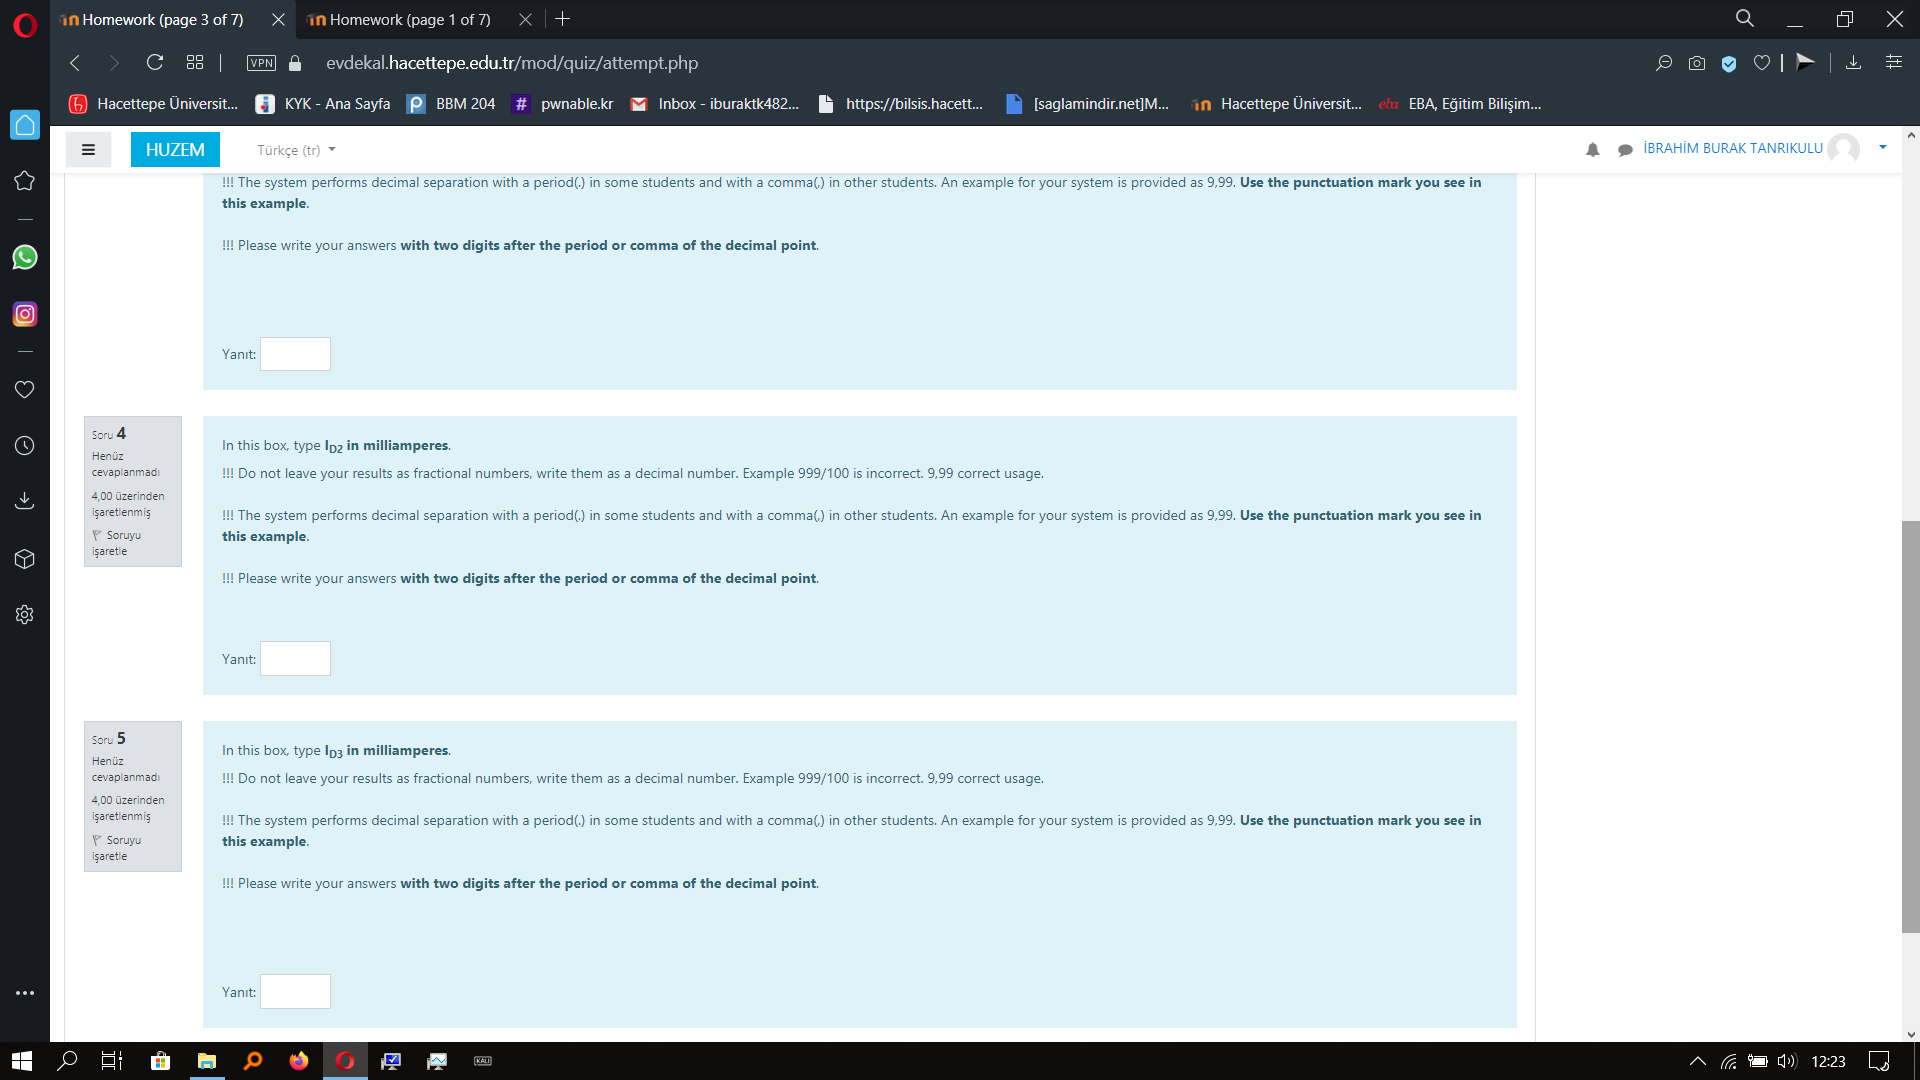 Homework (page 3 of 7)
Homework (page 1 of 7)
VPN
evdekal.hacettepe.edu.tr/mod/quiz/attempt.php
Hacettepe Üniversit...
KYK - Ana Sayfa
BBM 204
pwnable.kr
Inbox - iburaktk482...
https://bilsis.hacett...
[saglamindir.net]M...
Hacettepe Üniversit...
EBA, Eğitim Bilişim...
HUZEM
Türkçe (tr)
İBRAHİM BURAK TANRIKULU
!!! The system performs decimal separation with a period(.) in some students and with a comma(,) in other students. An example for your system is provided as 9,99. Use the punctuation mark you see in
this example.
!!! Please write your answers with two digits after the period or comma of the decimal point.
Yanıt:
Soru 4
Henüz
cevaplanmadı
4,00 üzerinden
işaretlenmiş
Soruyu
işaretle
In this box, type ID2 in milliamperes.
!!! Do not leave your results as fractional numbers, write them as a decimal number. Example 999/100 is incorrect. 9,99 correct usage.
!!! The system performs decimal separation with a period(.) in some students and with a comma(,) in other students. An example for your system is provided as 9,99. Use the punctuation mark you see in
this example.
!!! Please write your answers with two digits after the period or comma of the decimal point.
Yanıt:
Soru 5
Henüz
cevaplanmadı
4,00 üzerinden
işaretlenmiş
Soruyu
işaretle
In this box, type ID3 in milliamperes.
!!! Do not leave your results as fractional numbers, write them as a decimal number. Example 999/100 is incorrect. 9,99 correct usage.
!!! The system performs decimal separation with a period(.) in some students and with a comma(,) in other students. An example for your system is provided as 9,99. Use the punctuation mark you see in
this example.
!!! Please write your answers with two digits after the period or comma of the decimal point.
Yanıt:
KALI
12:23